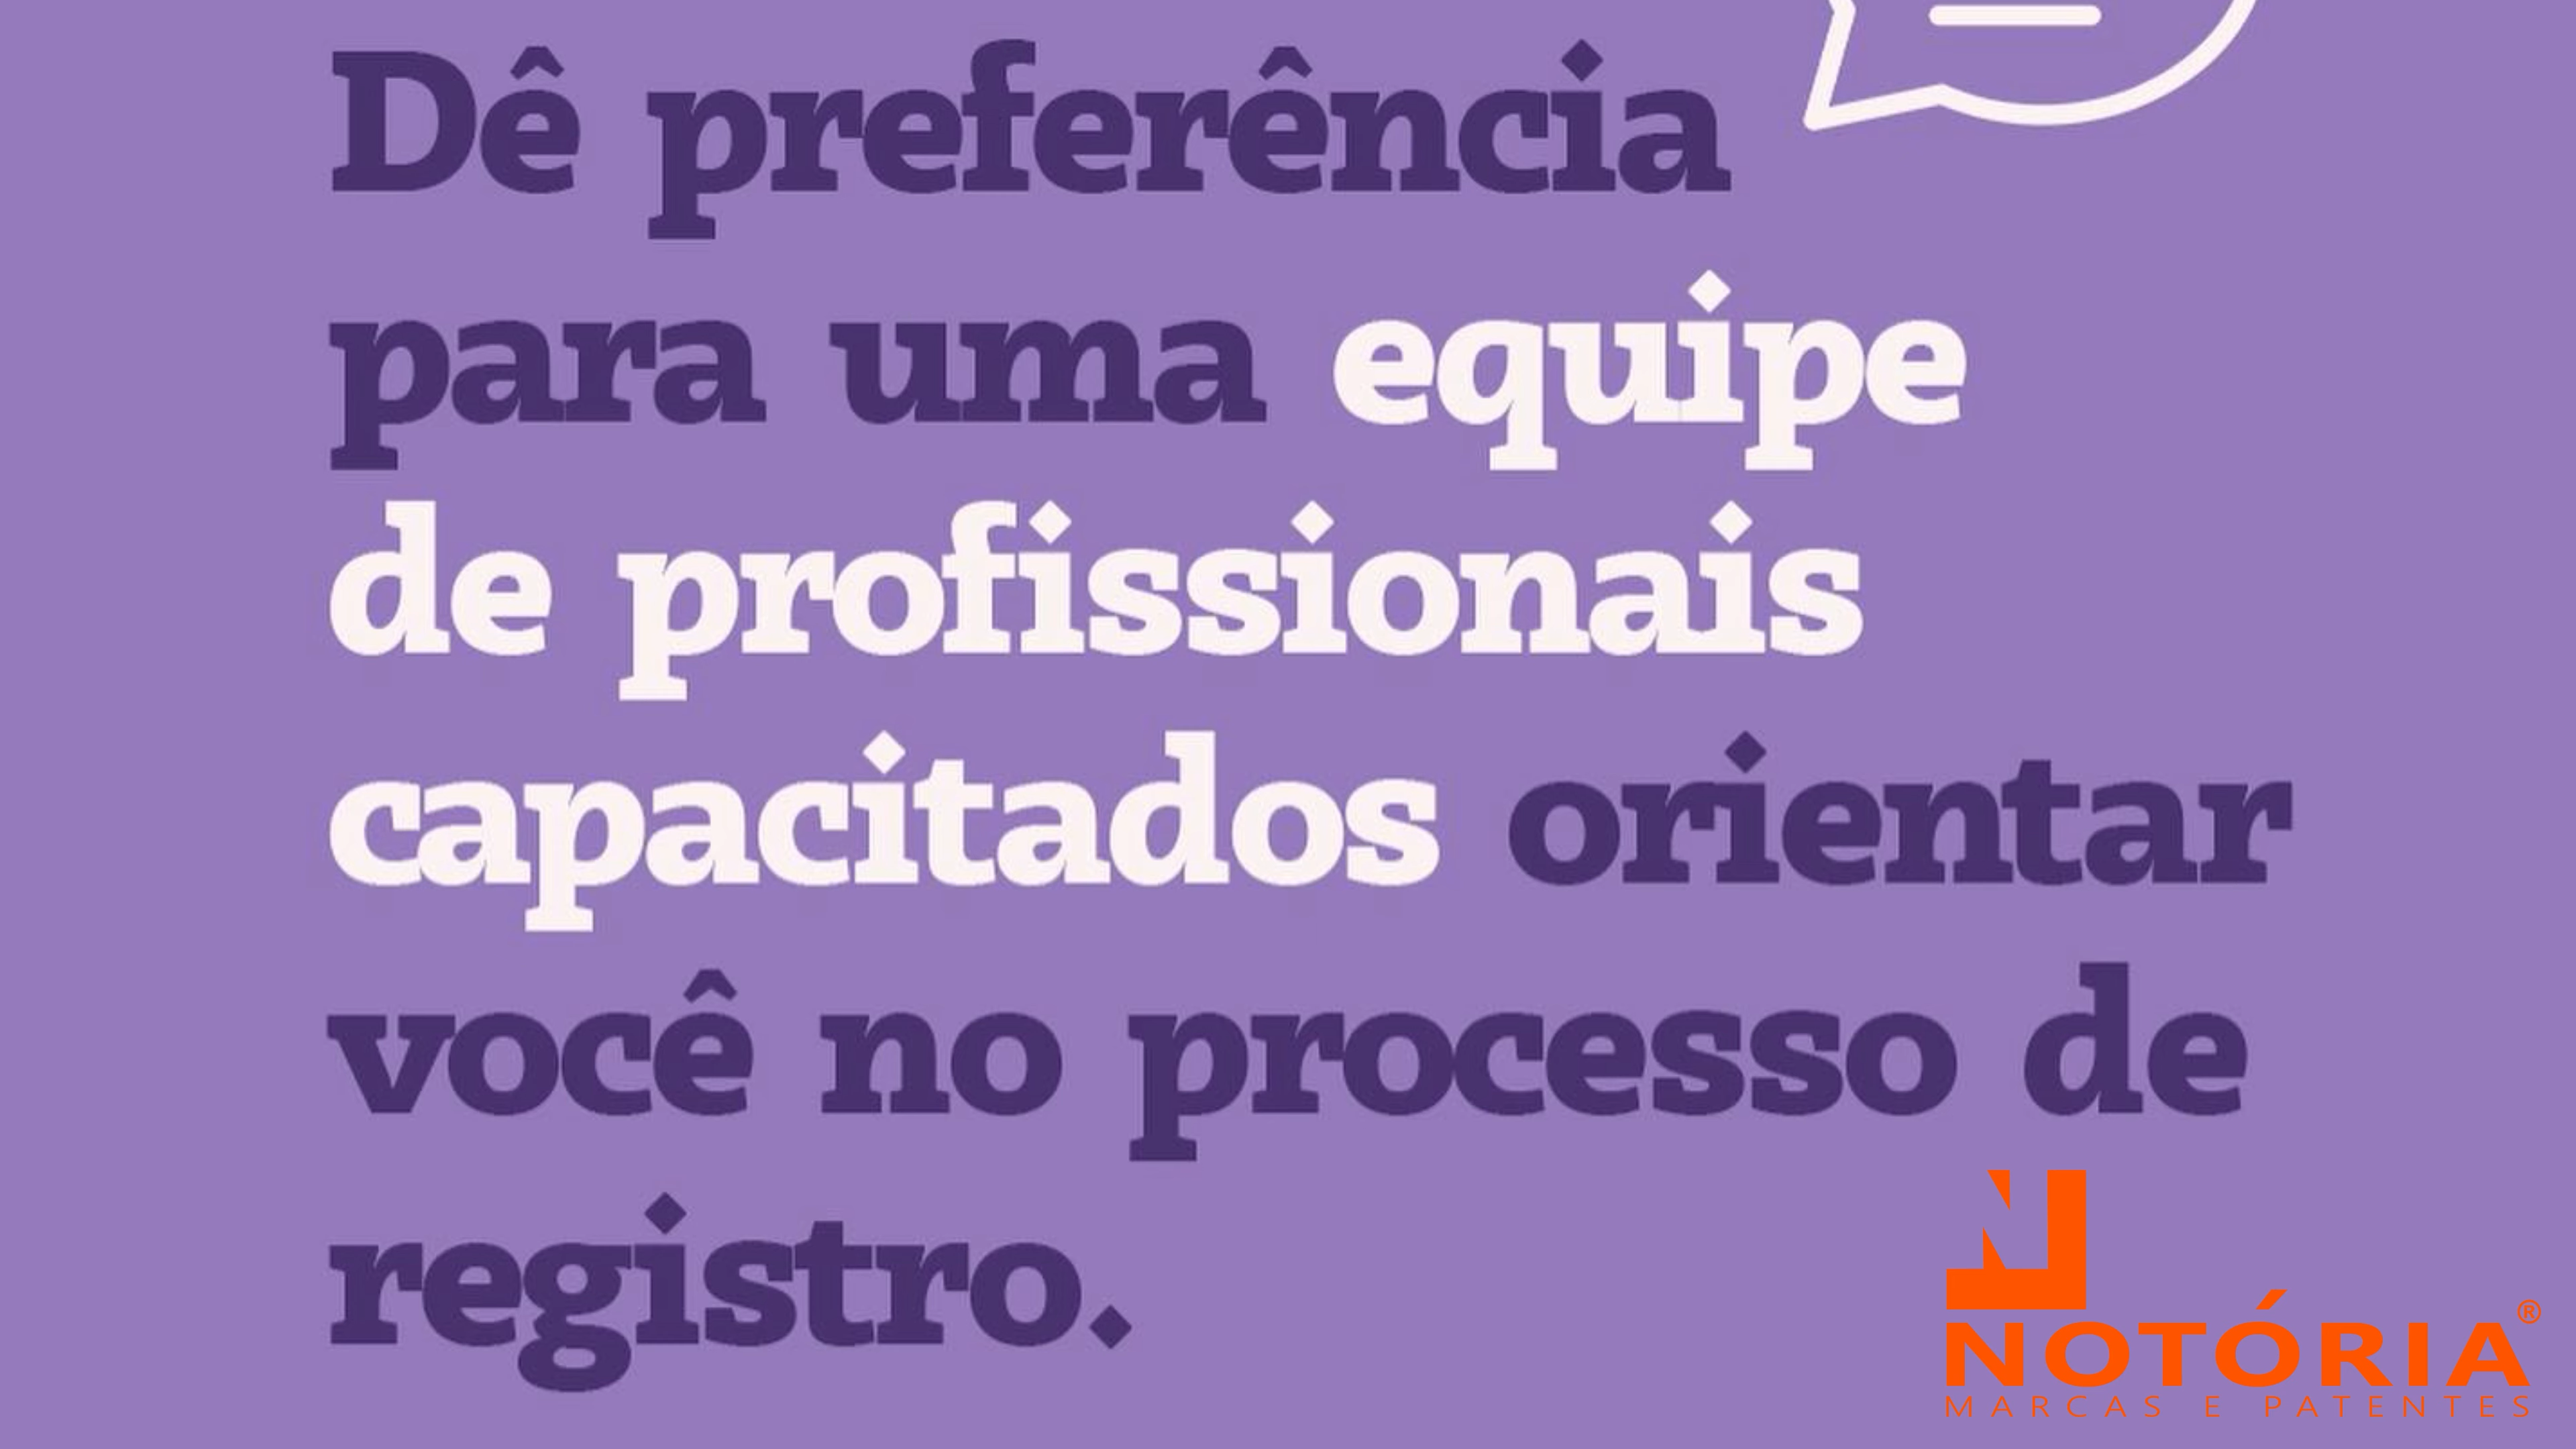 Dê preferência
para uma equipe
de profissionais
capacitados orientar
você no processo de
registro.
NOTÓRIA®
MARCAS E PATENTES